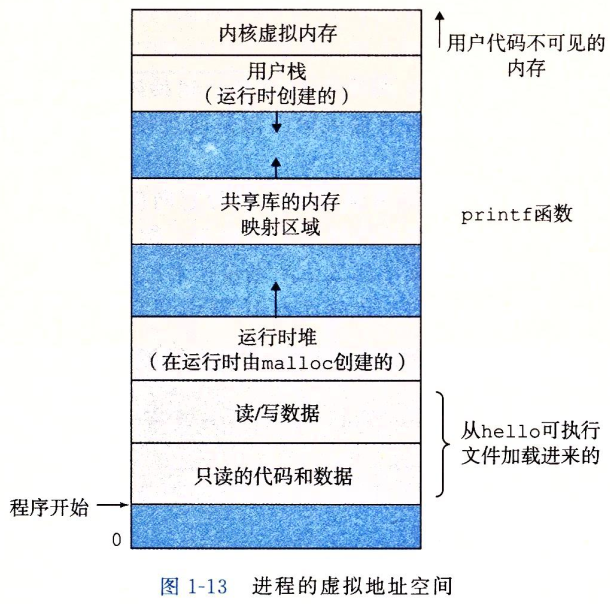 内核虚拟内存
用户代码不可见的
内存
用户栈
（运行时创建的）
共享库的内存
映射区域
printf函数
运行时堆
（在运行时由malloc创建的）
读/写数据
只读的代码和数据
从hello可执行
文件加载进来的
程序开始
0
图 1-13 进程的虚拟地址空间